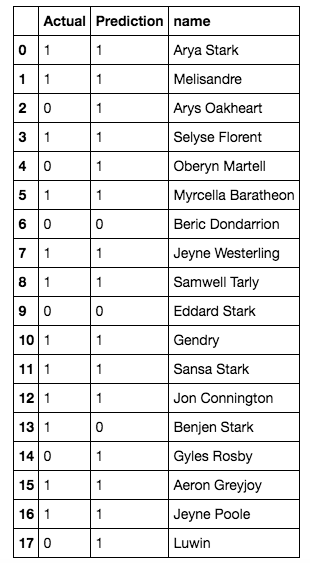 Actual Prediction name
0 1 1 Arya Stark
1 1 1 Melisandre
2 0 1 Arys Oakheart
3 1 1 Selyse Florent
4 0 1 Oberyn Martell
5 1 1 Myrcella Baratheon
6 0 0 Beric Dondarrion
7 1 1 Jeyne Westerling
8 1 1 Samwell Tarly
9 0 0 Eddard Stark
10 1 1 Gendry
11 1 1 Sansa Stark
12 1 1 Jon Connington
13 1 0 Benjen Stark
14 0 1 Gyles Rosby
15 1 1 Aeron Greyjoy
16 1 1 Jeyne Poole
17 0 1 Luwin